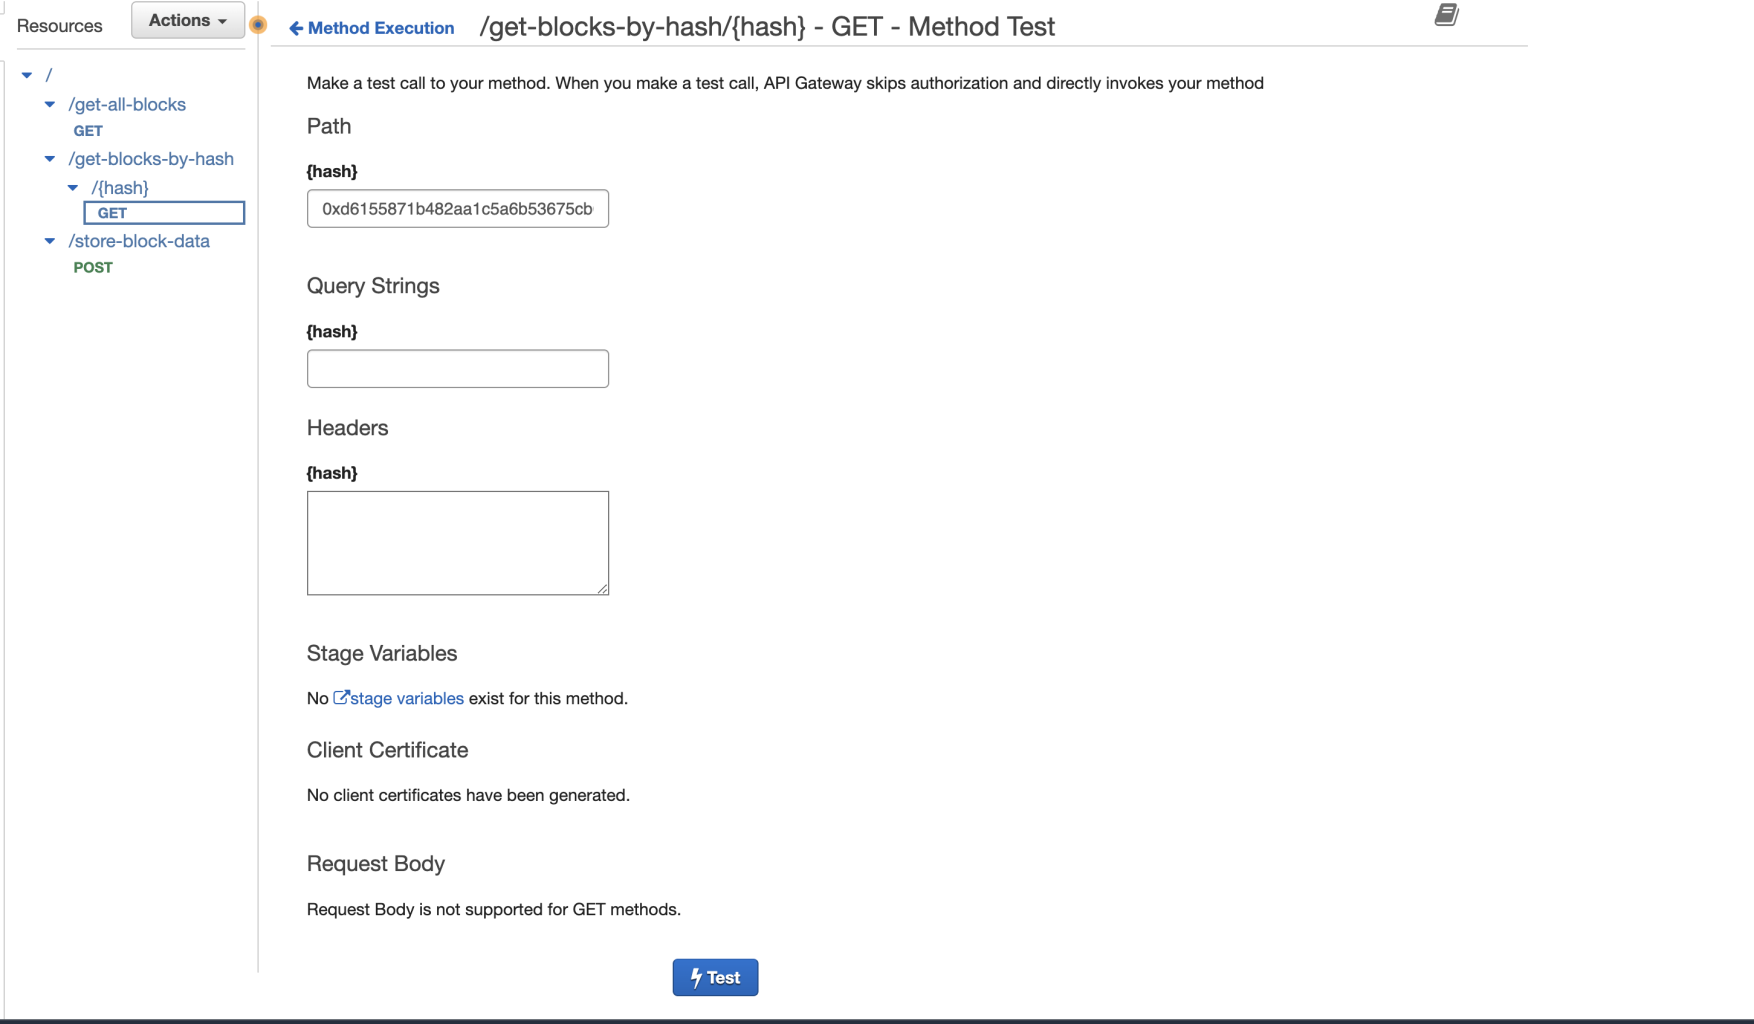 Resources
Actions
/
/get-all-blocks
GET
/get-blocks-by-hash
/{hash}
GET
/store-block-data
POST
Method Execution /get-blocks-by-hash/{hash} - GET - Method Test
Make a test call to your method. When you make a test call, API Gateway skips authorization and directly invokes your method
Path
{hash}
0xd6155871b482aa1c5a6b53675cb
Query Strings
{hash}
Headers
{hash}
Stage Variables
No stage variables exist for this method.
Client Certificate
No client certificates have been generated.
Request Body
Request Body is not supported for GET methods.
Test